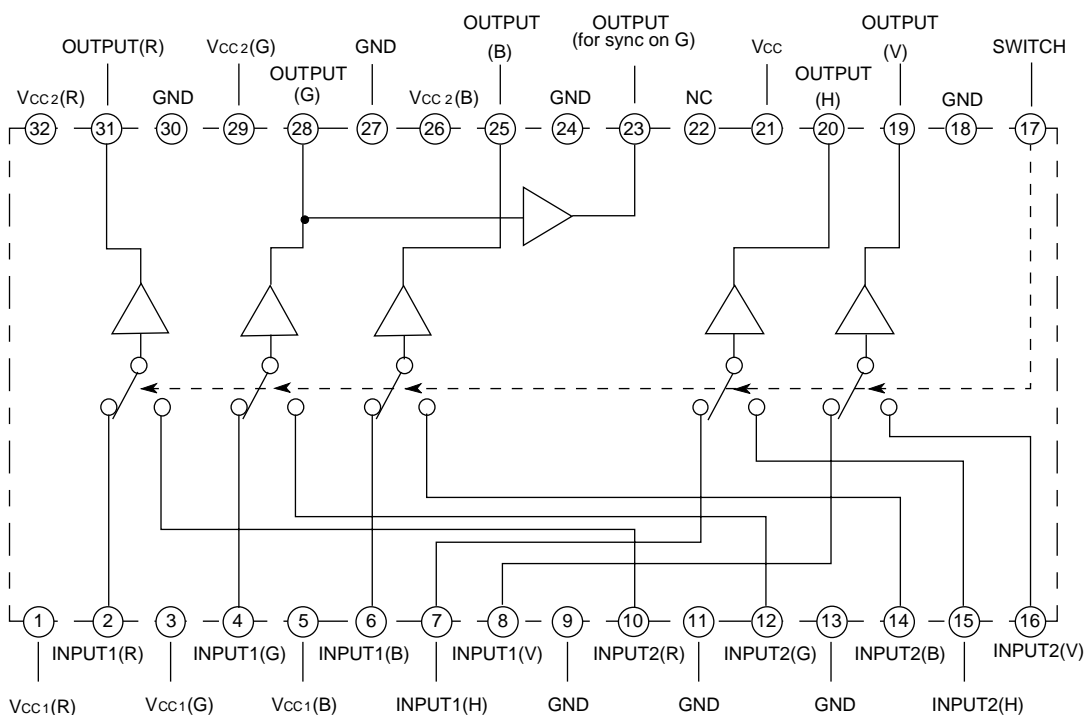 OUTPUT(R)
VCC2(G)
GND
OUTPUT
(B)
OUTPUT
(for sync on G)
VCC
OUTPUT
(V)
SWITCH
VCC2(R)
GND
OUTPUT
(G)
VCC2(B)
GND
NC
OUTPUT
(H)
GND
32 31 30 29 28 27 26 25 24 23 22 21 20 19 18 17
1 2 3 4 5 6 7 8 9 10 11 12 13 14 15 16
INPUT1(R) INPUT1(G) INPUT1(B) INPUT1(V) INPUT2(R) INPUT2(G) INPUT2(B) INPUT2(V)
VCC1(R) VCC1(G) VCC1(B) INPUT1(H) GND GND GND INPUT2(H)